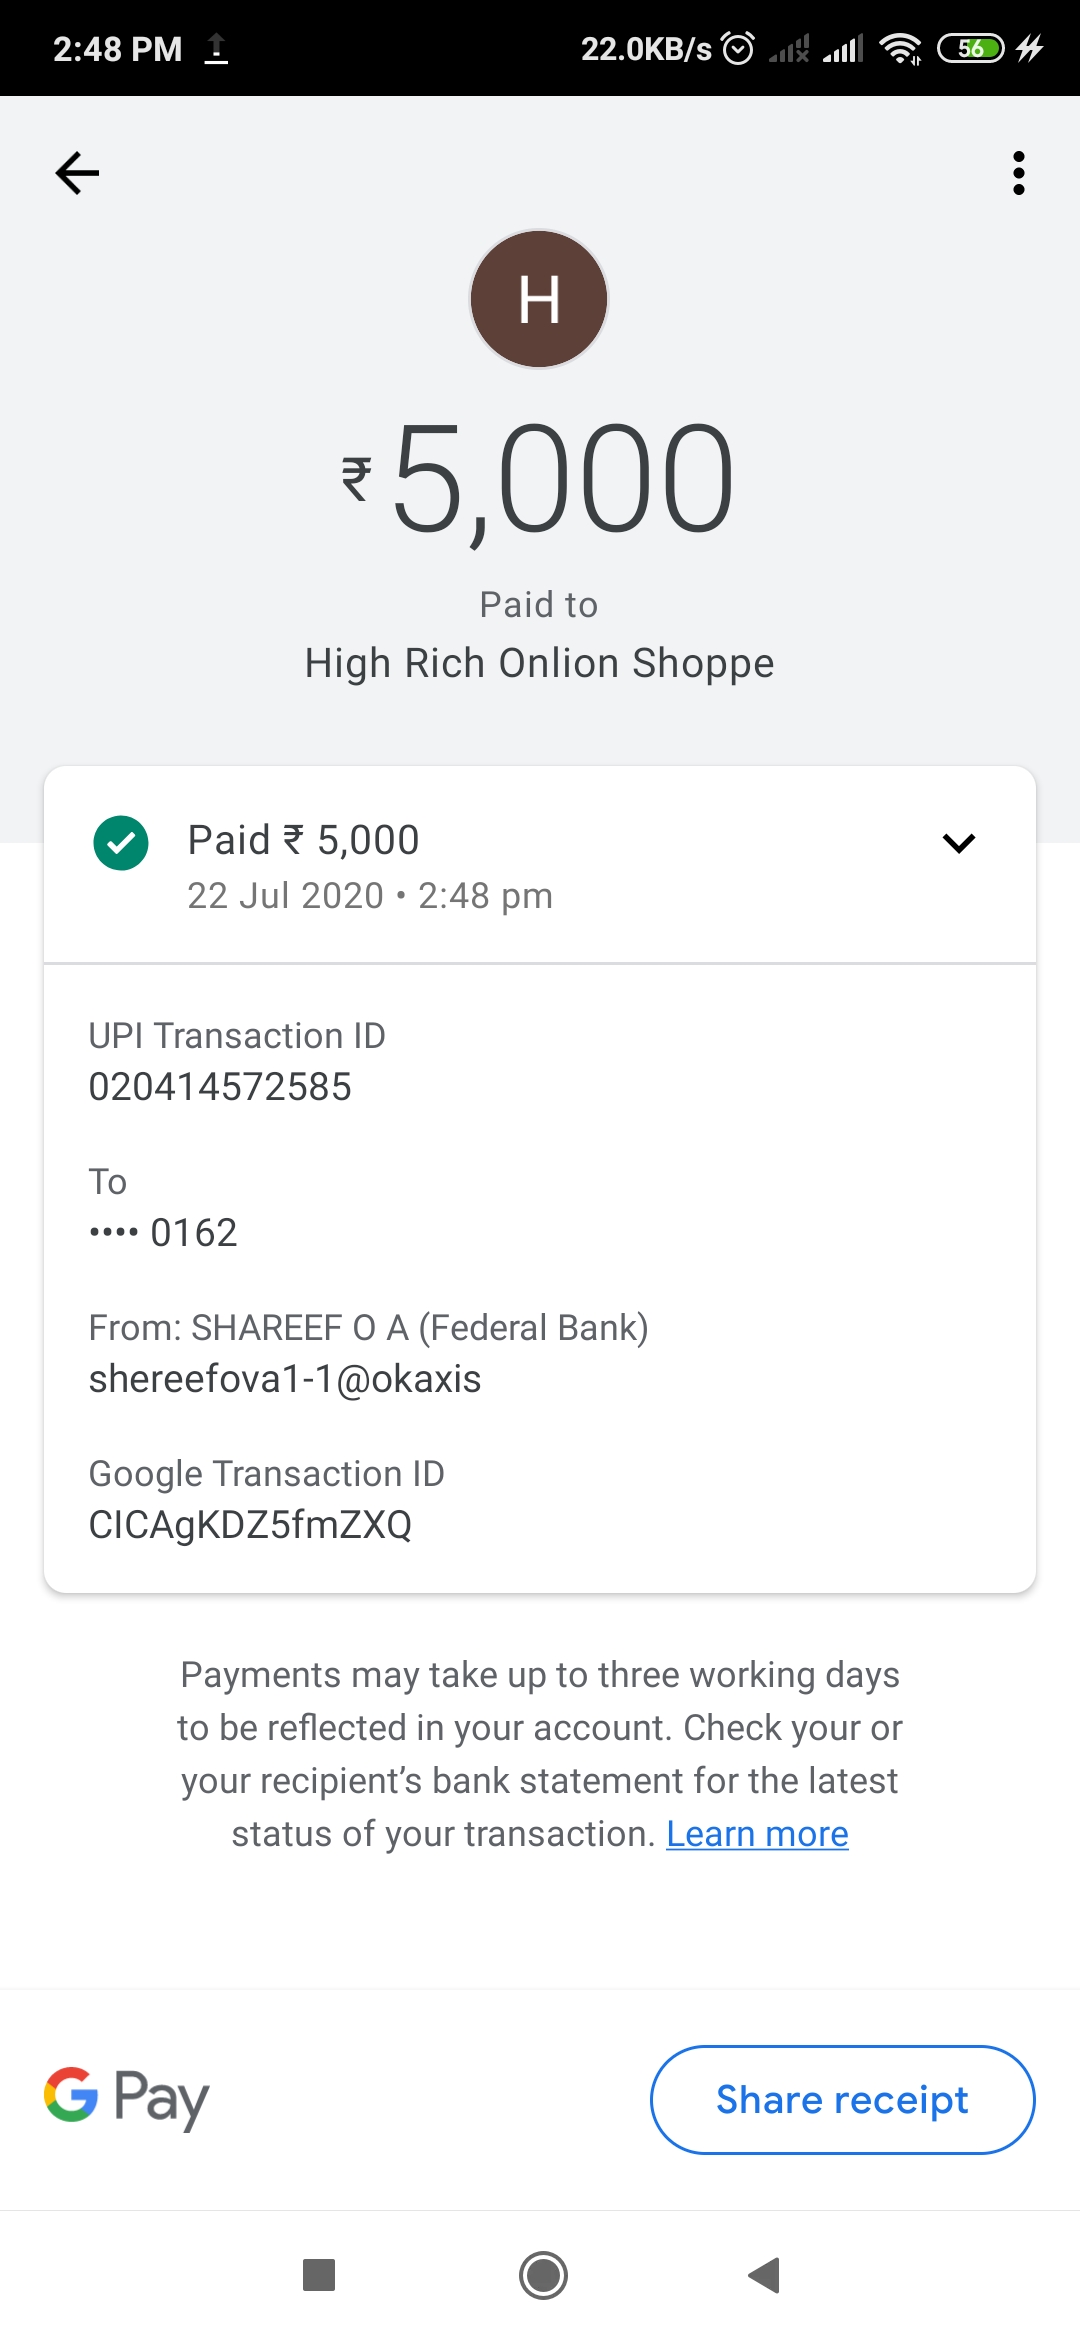 2:48 PM 22.0KB/s 56
H
₹5,000
Paid to
High Rich Onlion Shoppe
Paid ₹ 5,000
22 Jul 2020 • 2:48 pm
UPI Transaction ID
020414572585
To
•••• 0162
From: SHAREEF O A (Federal Bank)
shereefova1-1@okaxis
Google Transaction ID
CICAgKDZ5fmZXQ
Payments may take up to three working days
to be reflected in your account. Check your or
your recipient’s bank statement for the latest
status of your transaction. Learn more
G Pay
Share receipt